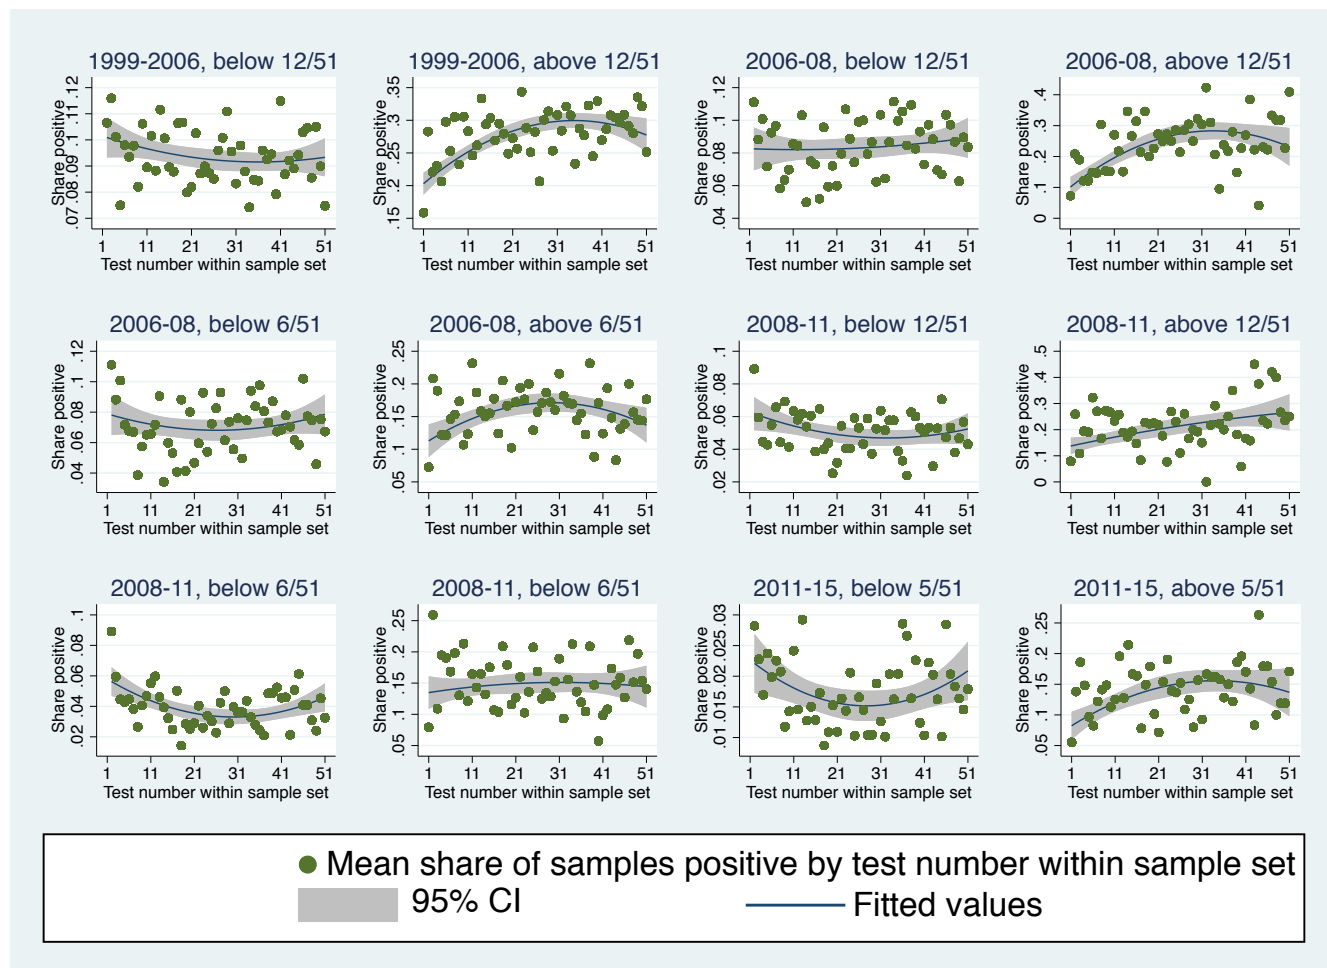 1999-2006, below 12/51
1999-2006, above 12/51
2006-08, below 12/51
2006-08, above 12/51
Share positive
.07 .08 .09 .1 .11 .12
1 11 21 31 41 51
Test number within sample set
Share positive
.15 .2 .25 .3 .35
1 11 21 31 41 51
Test number within sample set
Share positive
.04 .06 .08 .1 .12
1 11 21 31 41 51
Test number within sample set
Share positive
0 .1 .2 .3 .4
1 11 21 31 41 51
Test number within sample set
2006-08, below 6/51
2006-08, above 6/51
2008-11, below 12/51
2008-11, above 12/51
Share positive
.04 .06 .08 .1 .12
1 11 21 31 41 51
Test number within sample set
Share positive
.05 .1 .15 .2 .25
1 11 21 31 41 51
Test number within sample set
Share positive
.02 .04 .06 .08 .1
1 11 21 31 41 51
Test number within sample set
Share positive
0 .1 .2 .3 .4 .5
1 11 21 31 41 51
Test number within sample set
2008-11, below 6/51
2008-11, below 6/51
2011-15, below 5/51
2011-15, above 5/51
Share positive
.02 .04 .06 .08 .1
1 11 21 31 41 51
Test number within sample set
Share positive
.05 .1 .15 .2 .25
1 11 21 31 41 51
Test number within sample set
Share positive
.01 .015 .02 .025 .03
1 11 21 31 41 51
Test number within sample set
Share positive
.05 .1 .15 .2 .25
1 11 21 31 41 51
Test number within sample set
Mean share of samples positive by test number within sample set
95% CI
Fitted values